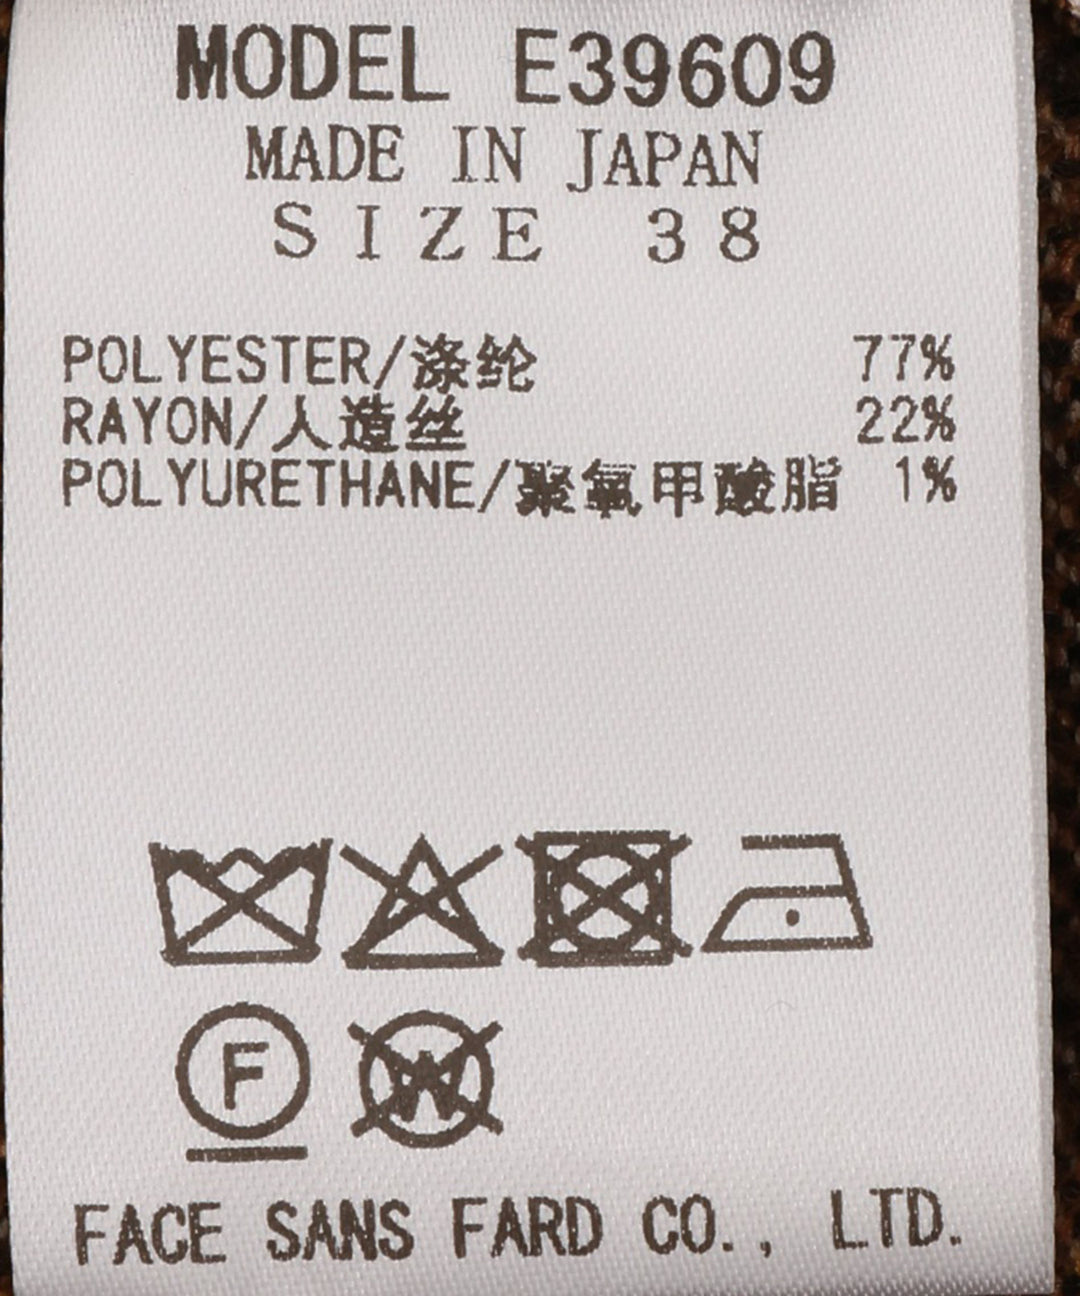 MODEL E39609
MADE IN JAPAN
SIZE 38
POLYESTER/涤纶 77%
RAYON/人造丝 22%
POLYURETHANE/聚氧甲酸脂 1%
F W
FACE SANS FARD CO., LTD.